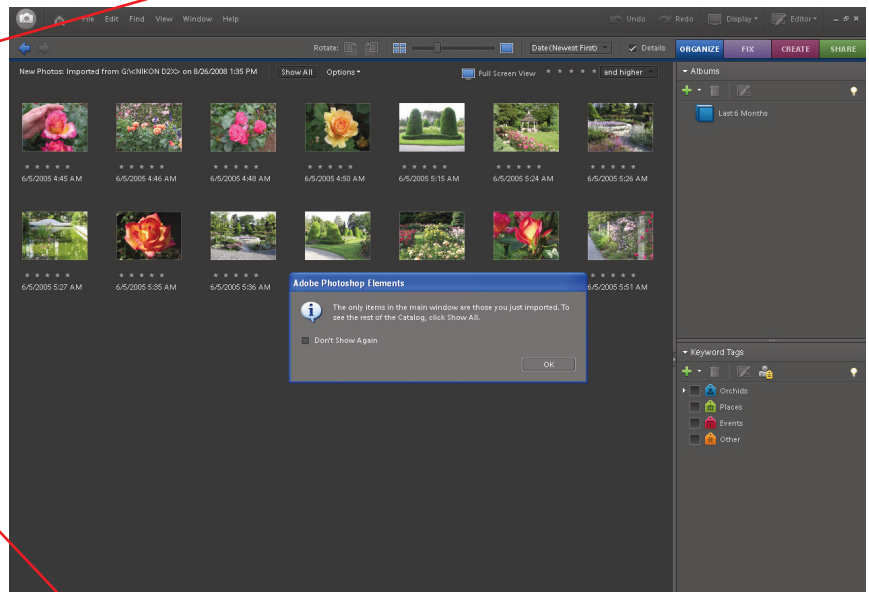 File Edit Find View Window Help Undo Redo Display Editor
Rotate: Date (Newest First) Details ORGANIZE FIX CREATE SHARE
New Photos: Imported from G:\<NIKON D2X> on 8/26/2008 1:35 PM Show All Options Full Screen View and higher
Albums
Last 6 Months
6/5/2005 4:45 AM 6/5/2005 4:46 AM 6/5/2005 4:48 AM 6/5/2005 4:50 AM 6/5/2005 5:15 AM 6/5/2005 5:24 AM 6/5/2005 5:26 AM
6/5/2005 5:27 AM 6/5/2005 5:35 AM 6/5/2005 5:36 AM 6/5/2005 5:51 AM
Adobe Photoshop Elements
The only items in the main window are those you just imported. To
see the rest of the Catalog, click Show All.
Don't Show Again
OK
Keyword Tags
Orchids
Places
Events
Other